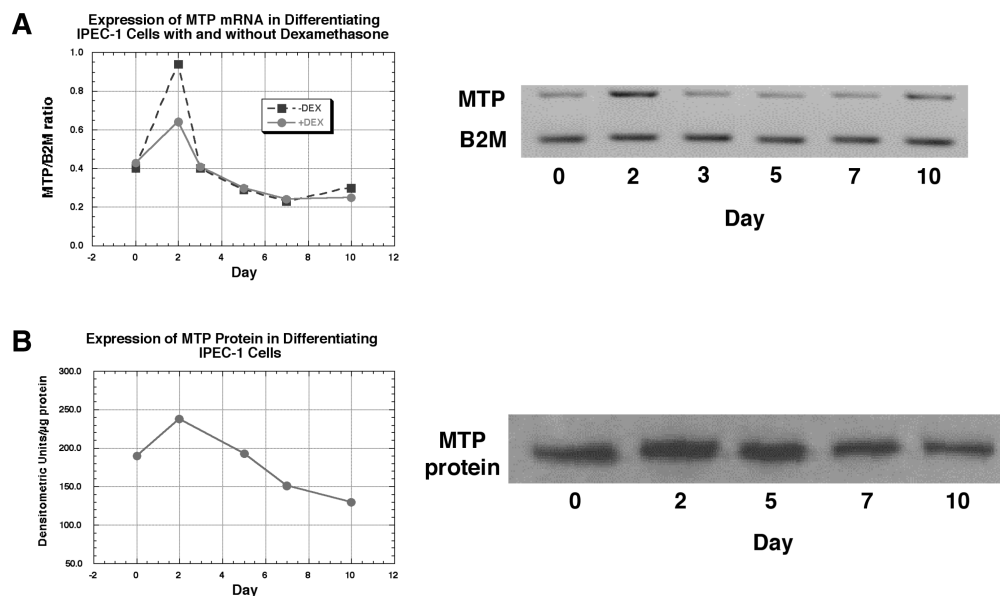 A
Expression of MTP mRNA in Differentiating
IPEC-1 Cells with and without Dexamethasone
1.0
0.8
0.6
0.4
0.2
0.0
MTP/B2M ratio
-DEX
+DEX
-2 0 2 4 6 8 10 12
Day
MTP
B2M
0 2 3 5 7 10
Day
B
Expression of MTP Protein in Differentiating
IPEC-1 Cells
300.0
250.0
200.0
150.0
100.0
50.0
Densitometric Units/µg protein
-2 0 2 4 6 8 10 12
Day
MTP
protein
0 2 5 7 10
Day